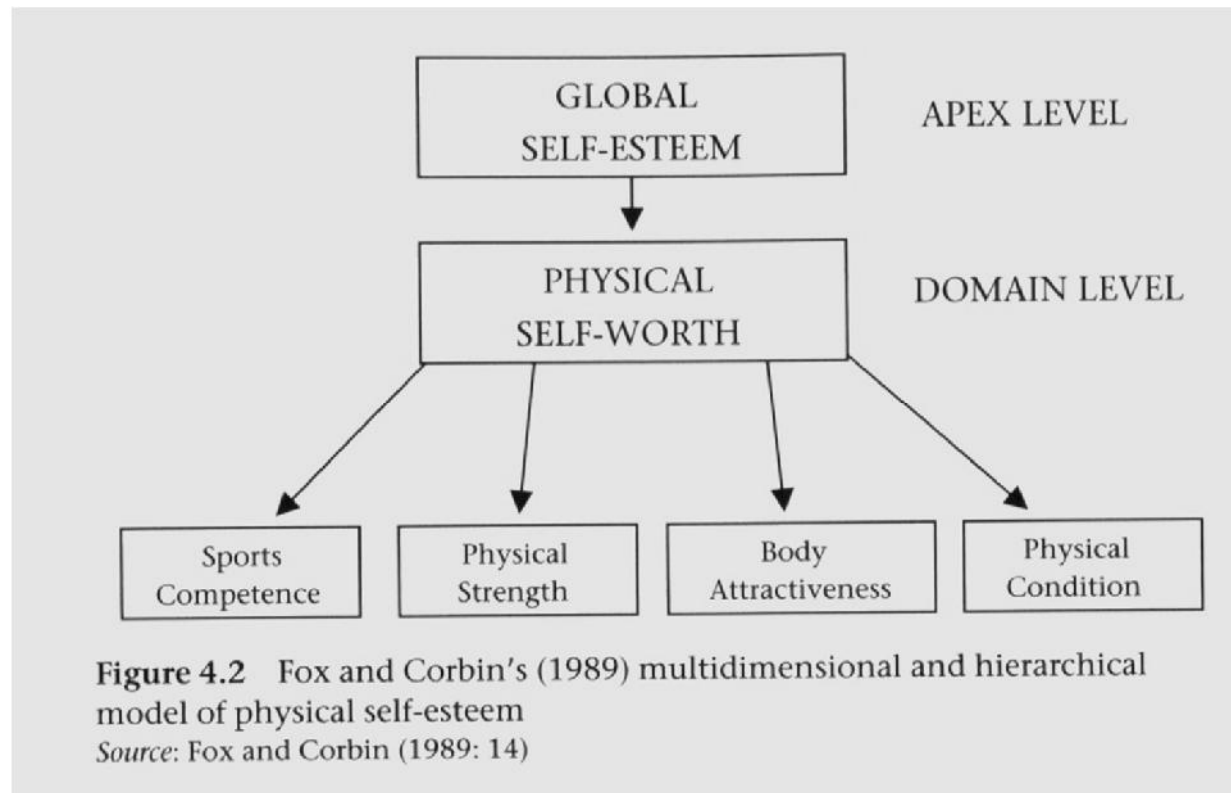 GLOBAL
SELF-ESTEEM
APEX LEVEL
PHYSICAL
SELF-WORTH
DOMAIN LEVEL
Sports
Competence
Physical
Strength
Body
Attractiveness
Physical
Condition
Figure 4.2 Fox and Corbin's (1989) multidimensional and hierarchical
model of physical self-esteem
Source: Fox and Corbin (1989: 14)